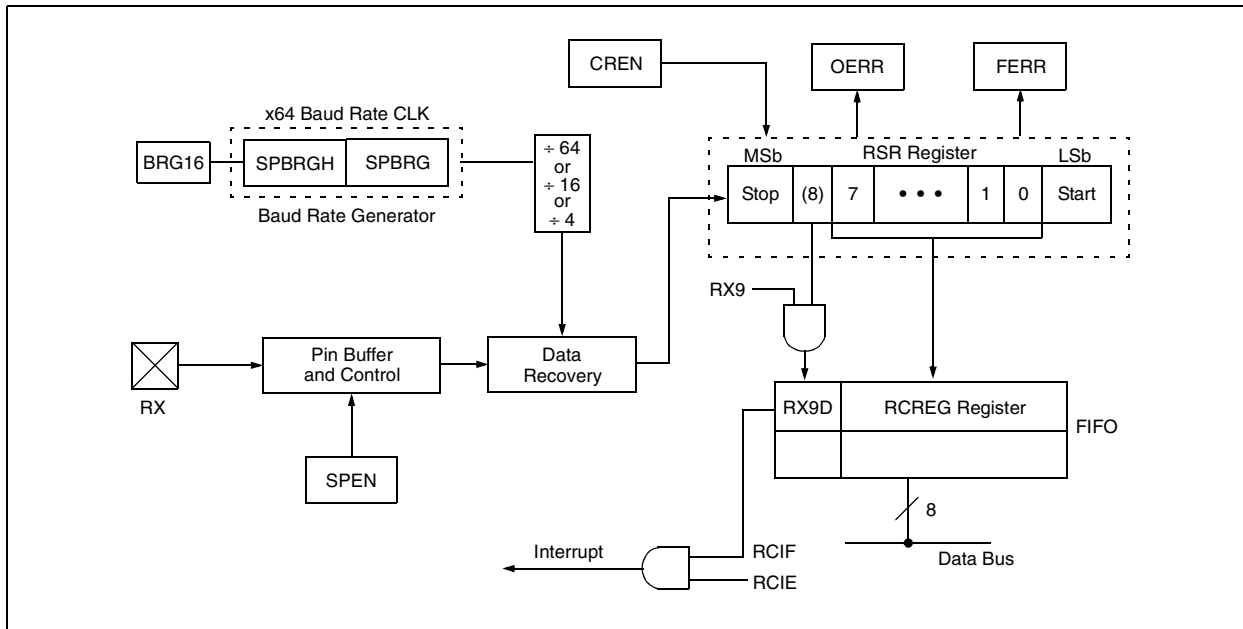 CREN
OERR
FERR
x64 Baud Rate CLK
BRG16
SPBRGH
SPBRG
Baud Rate Generator
÷ 64
or
÷ 16
or
÷ 4
MSb
RSR Register
LSb
Stop
(8)
7
• • •
1
0
Start
RX9
RX
Pin Buffer
and Control
Data
Recovery
SPEN
RX9D
RCREG Register
FIFO
8
Data Bus
Interrupt
RCIF
RCIE